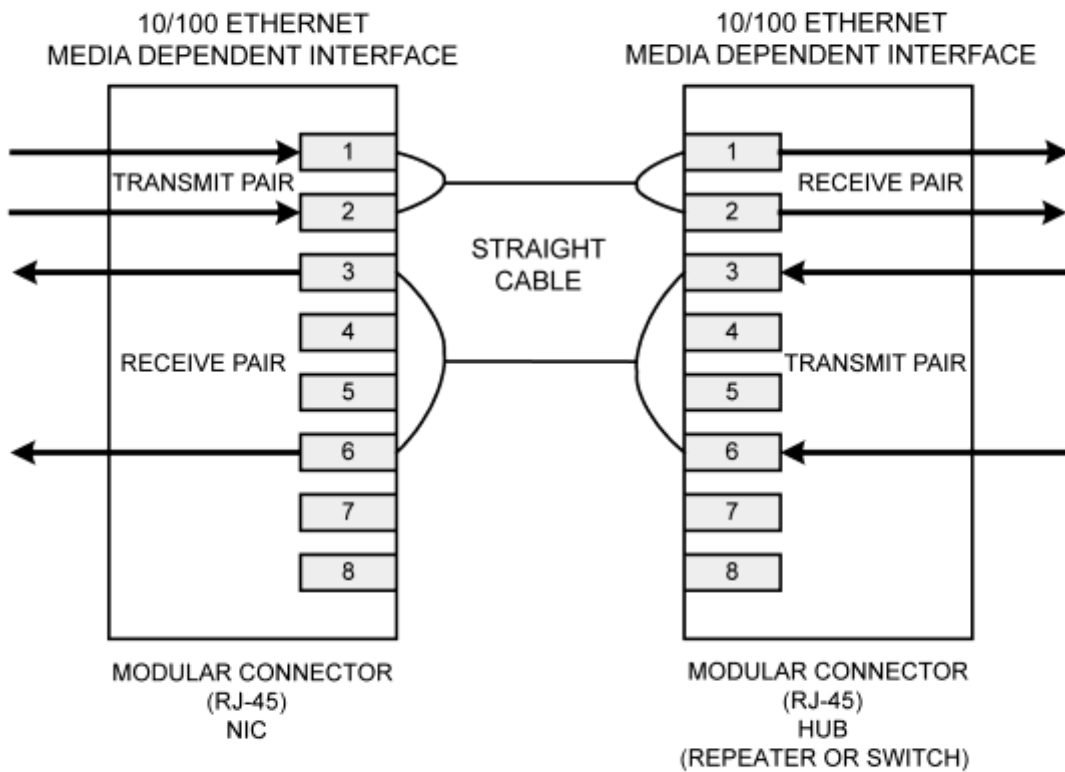 10/100 ETHERNET
MEDIA DEPENDENT INTERFACE
1
TRANSMIT PAIR
2
3
4
RECEIVE PAIR
5
6
7
8
MODULAR CONNECTOR
(RJ-45)
NIC
STRAIGHT
CABLE
10/100 ETHERNET
MEDIA DEPENDENT INTERFACE
1
RECEIVE PAIR
2
3
4
TRANSMIT PAIR
5
6
7
8
MODULAR CONNECTOR
(RJ-45)
HUB
(REPEATER OR SWITCH)